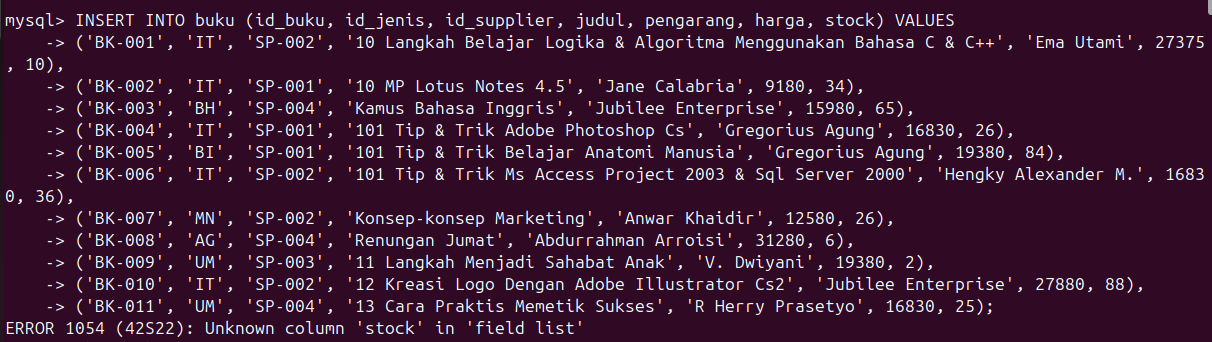 mysql> INSERT INTO buku (id_buku, id_jenis, id_supplier, judul, pengarang, harga, stock) VALUES
    -> ('BK-001', 'IT', 'SP-002', '10 Langkah Belajar Logika & Algoritma Menggunakan Bahasa C & C++', 'Ema Utami', 27375
, 10),
    -> ('BK-002', 'IT', 'SP-001', '10 MP Lotus Notes 4.5', 'Jane Calabria', 9180, 34),
    -> ('BK-003', 'BH', 'SP-004', 'Kamus Bahasa Inggris', 'Jubilee Enterprise', 15980, 65),
    -> ('BK-004', 'IT', 'SP-001', '101 Tip & Trik Adobe Photoshop Cs', 'Gregorius Agung', 16830, 26),
    -> ('BK-005', 'BI', 'SP-001', '101 Tip & Trik Belajar Anatomi Manusia', 'Gregorius Agung', 19380, 84),
    -> ('BK-006', 'IT', 'SP-002', '101 Tip & Trik Ms Access Project 2003 & Sql Server 2000', 'Hengky Alexander M.', 1683
0, 36),
    -> ('BK-007', 'MN', 'SP-002', 'Konsep-konsep Marketing', 'Anwar Khaidir', 12580, 26),
    -> ('BK-008', 'AG', 'SP-004', 'Renungan Jumat', 'Abdurrahman Arroisi', 31280, 6),
    -> ('BK-009', 'UM', 'SP-003', '11 Langkah Menjadi Sahabat Anak', 'V. Dwiyani', 19380, 2),
    -> ('BK-010', 'IT', 'SP-002', '12 Kreasi Logo Dengan Adobe Illustrator Cs2', 'Jubilee Enterprise', 27880, 88),
    -> ('BK-011', 'UM', 'SP-004', '13 Cara Praktis Memetik Sukses', 'R Herry Prasetyo', 16830, 25);
ERROR 1054 (42S22): Unknown column 'stock' in 'field list'